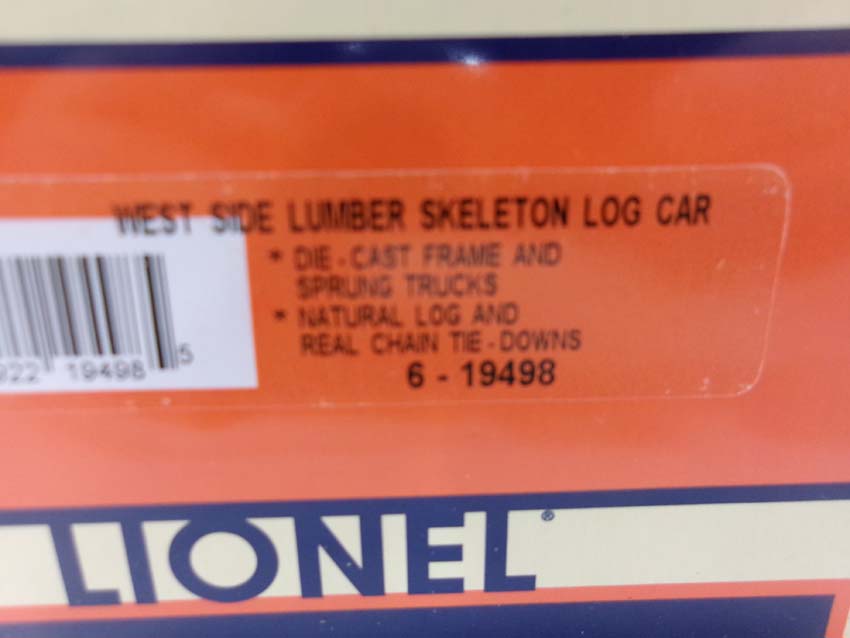 WEST SIDE LUMBER SKELETON LOG CAR
* DIE-CAST FRAME AND
SPRUNG TRUCKS
* NATURAL LOG AND
REAL CHAIN TIE-DOWNS
6 - 19498
922 19498 5
LIONEL®